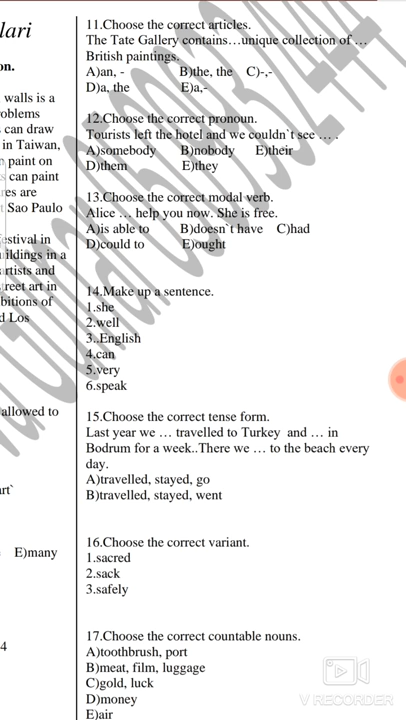 lari
on.
walls is a
roblems
can draw
in Taiwan,
paint on
can paint
res are
Sao Paulo
estival in
uildings in a
artists and
treet art in
bitions of
d Los
allowed to
art`
E)many
4
11.Choose the correct articles.
The Tate Gallery contains…unique collection of …
British paintings.
A)an, - B)the, the C)-,-
D)a, the E)a,-
12.Choose the correct pronoun.
Tourists left the hotel and we couldn`t see … .
A)somebody B)nobody E)their
D)them E)they
13.Choose the correct modal verb.
Alice … help you now. She is free.
A)is able to B)doesn`t have C)had
D)could to E)ought
14.Make up a sentence.
1.she
2.well
3..English
4.can
5.very
6.speak
15.Choose the correct tense form.
Last year we … travelled to Turkey and … in
Bodrum for a week..There we … to the beach every
day.
A)travelled, stayed, go
B)travelled, stayed, went
16.Choose the correct variant.
1.sacred
2.sack
3.safely
17.Choose the correct countable nouns.
A)toothbrush, port
B)meat, film, luggage
C)gold, luck
D)money
E)air
V RECORDER